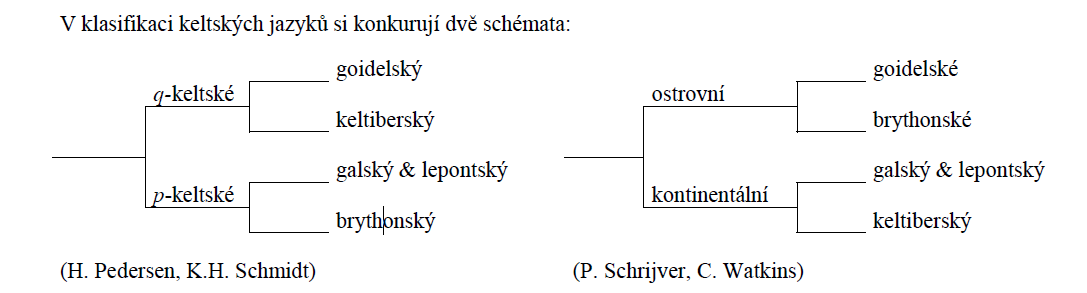 V klasifikaci keltských jazyků si konkurují dvě schémata:
goidelský
q-keltské
keltiberský
galský & lepontský
p-keltské
brythonský
(H. Pedersen, K.H. Schmidt)
goidelské
ostrovní
brythonské
galský & lepontský
kontinentální
keltiberský
(P. Schrijver, C. Watkins)